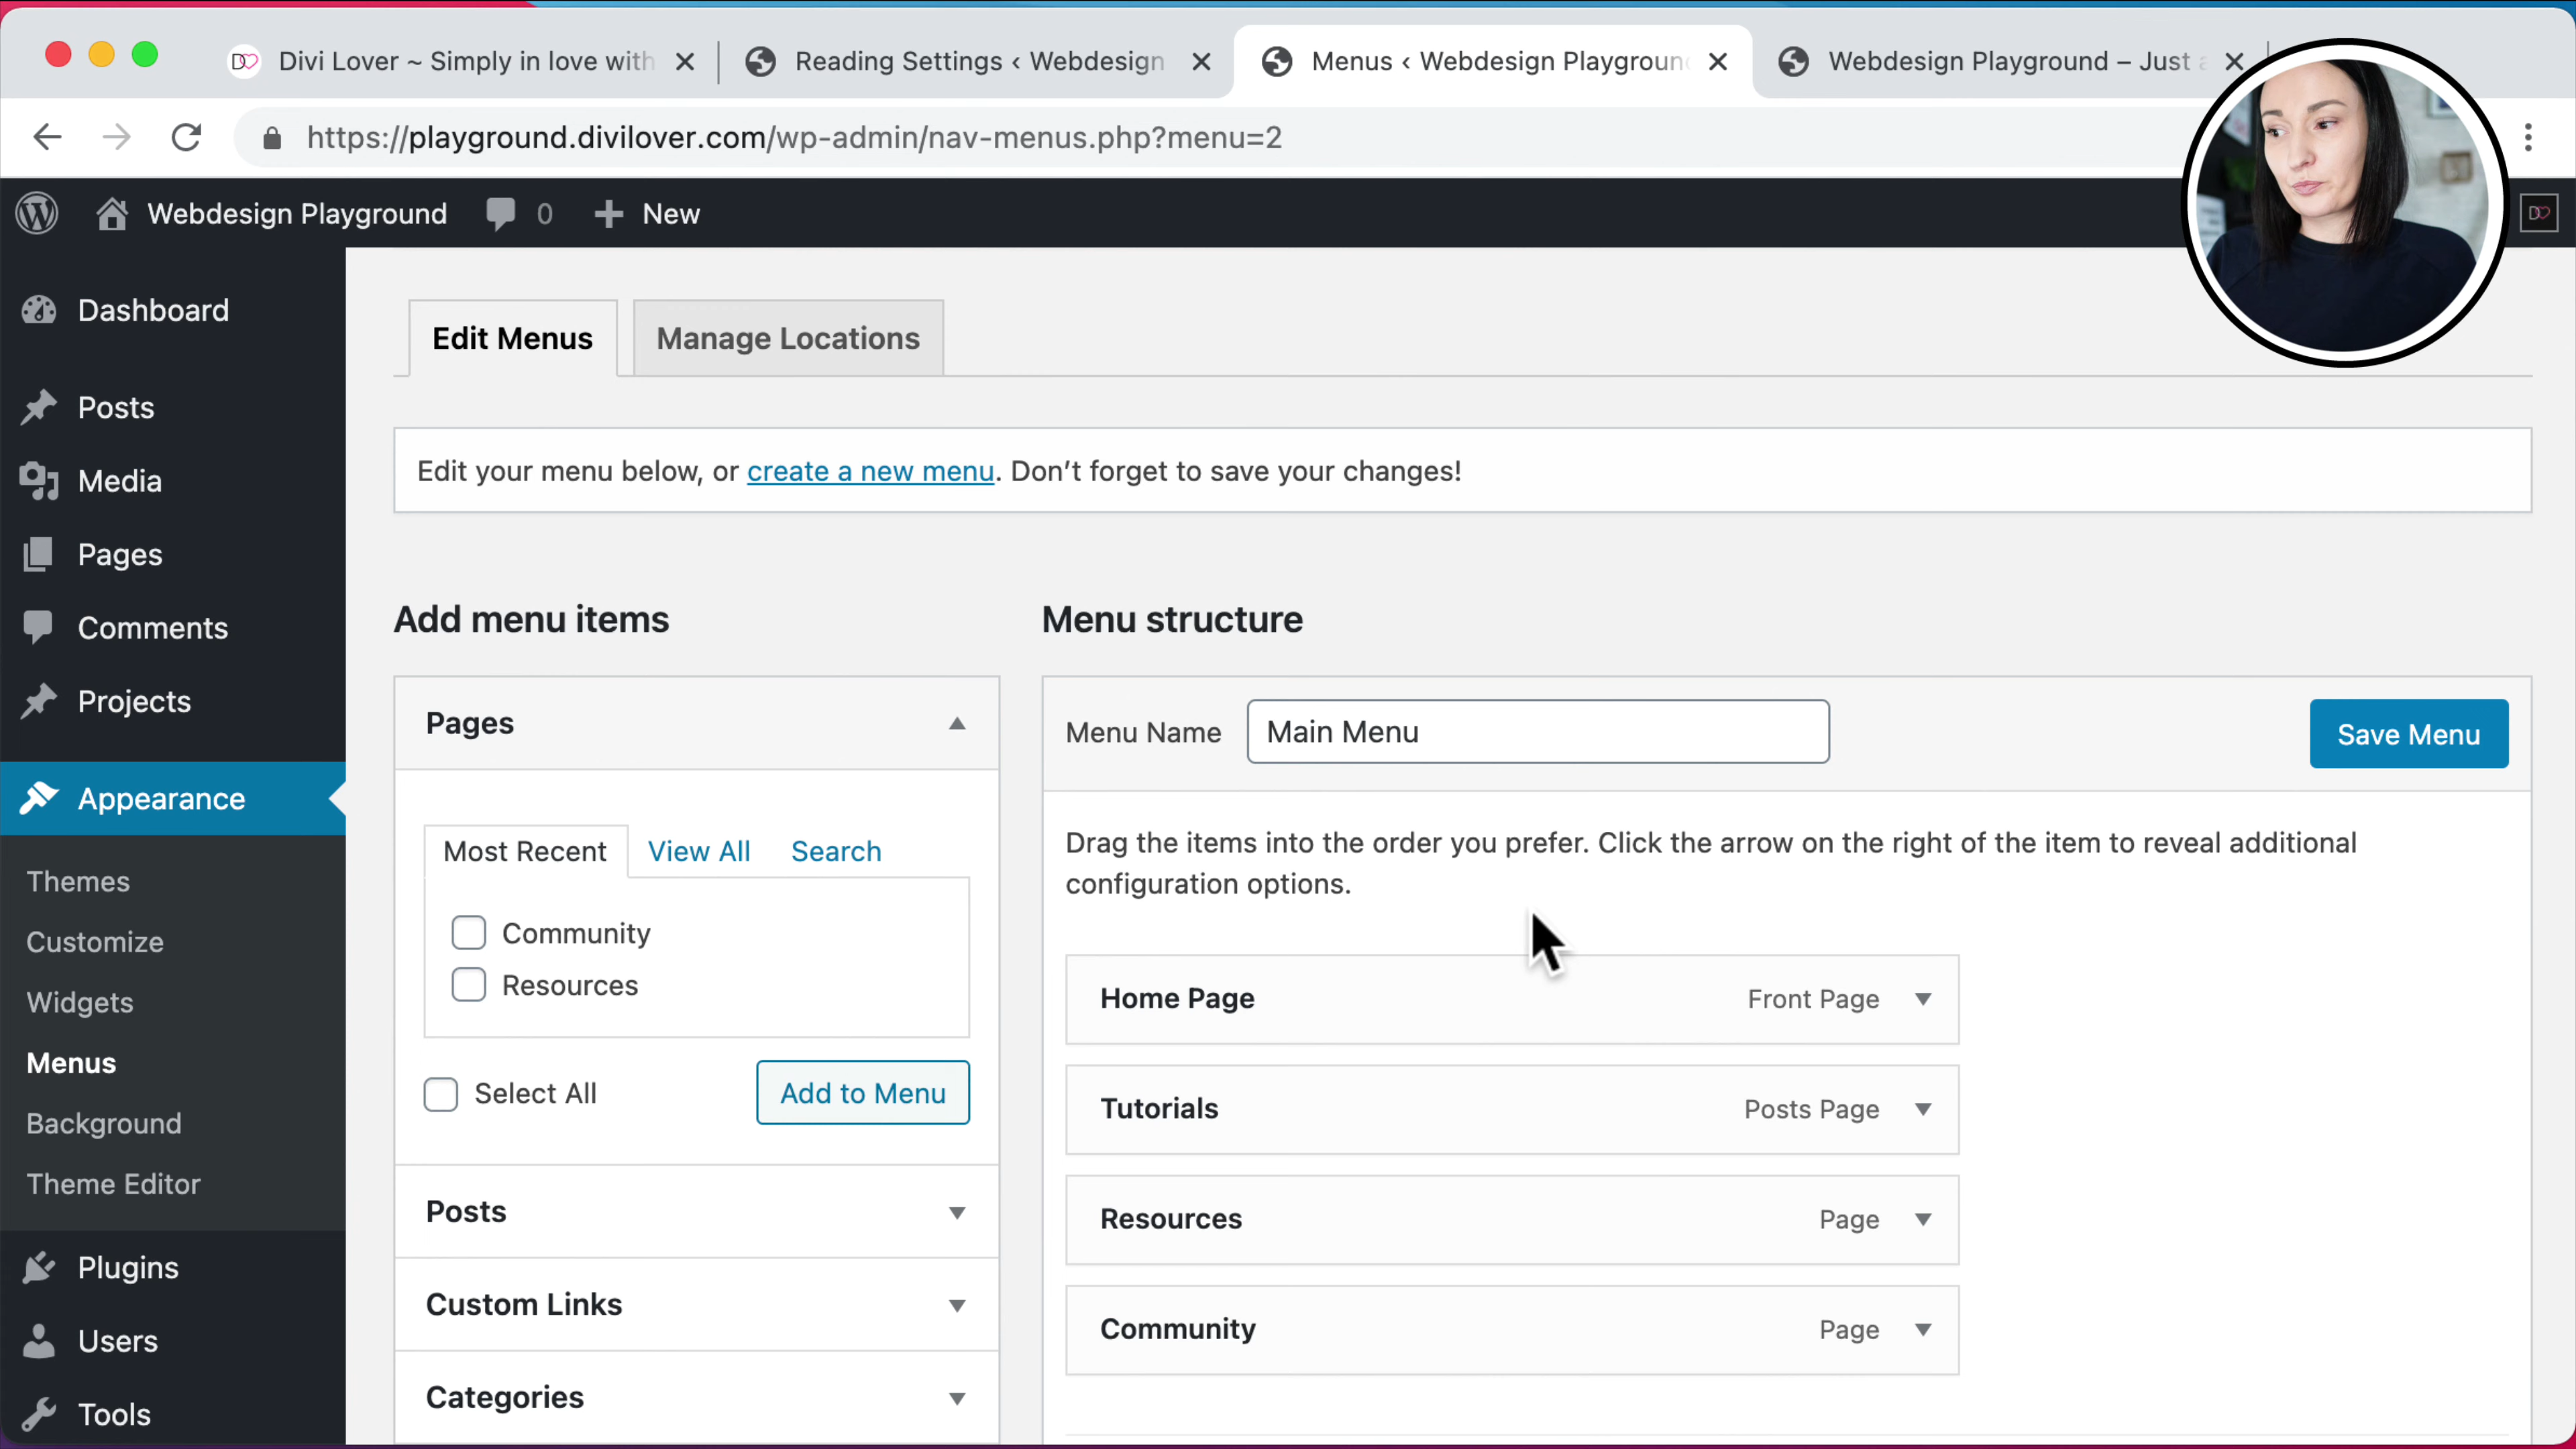 Divi Lover ~ Simply in love with
Reading Settings ‹ Webdesign
Menus ‹ Webdesign Playgroun
Webdesign Playground – Just a
https://playground.divilover.com/wp-admin/nav-menus.php?menu=2
Webdesign Playground
0
New
Dashboard
Posts
Media
Pages
Comments
Projects
Appearance
Themes
Customize
Widgets
Menus
Background
Theme Editor
Plugins
Users
Tools
Edit Menus
Manage Locations
Edit your menu below, or create a new menu. Don’t forget to save your changes!
Add menu items
Pages
Most Recent
View All
Search
Community
Resources
Select All
Add to Menu
Posts
Custom Links
Categories
Menu structure
Menu Name
Main Menu
Save Menu
Drag the items into the order you prefer. Click the arrow on the right of the item to reveal additional
configuration options.
Home Page
Front Page
Tutorials
Posts Page
Resources
Page
Community
Page